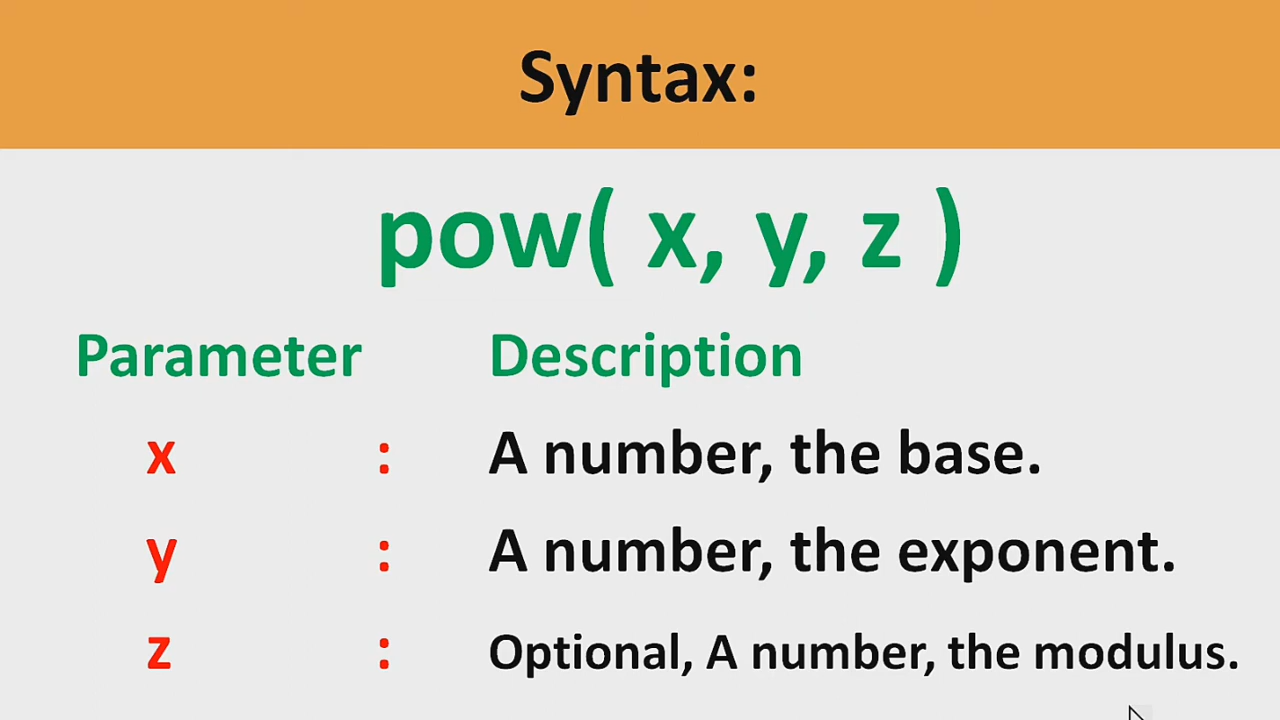 Syntax:
pow( x, y, z )
Parameter Description
x : A number, the base.
y : A number, the exponent.
z : Optional, A number, the modulus.